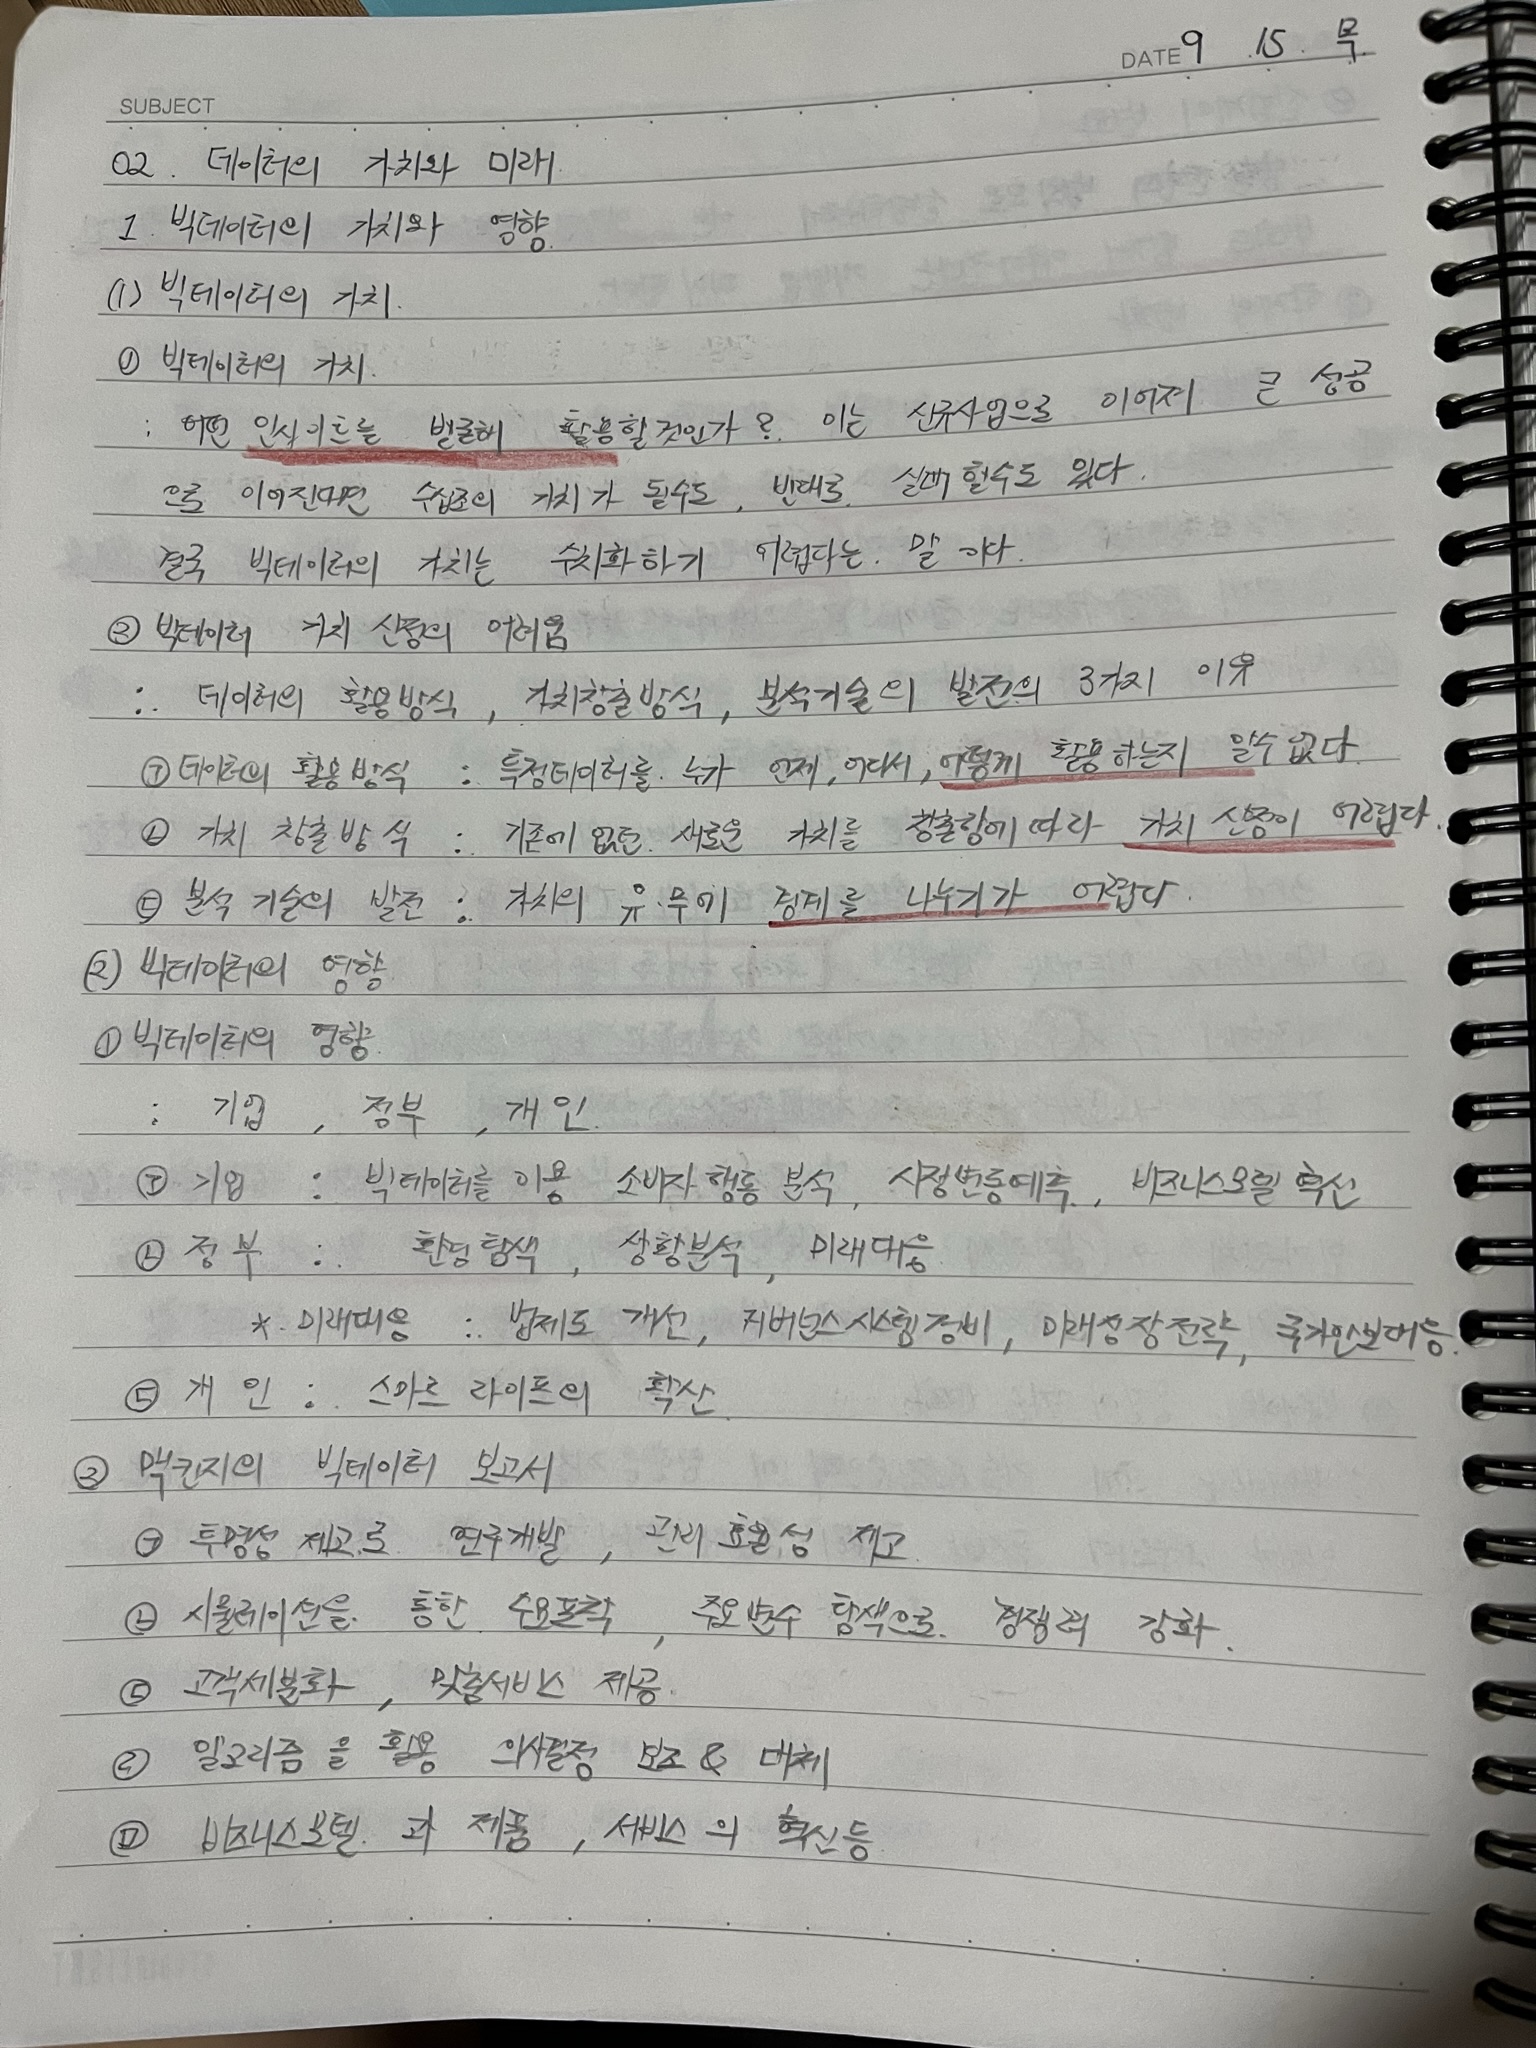 DATE 9 . 15 . 목
SUBJECT
02. 데이터의 가치와 미래
1 빅데이터의 가치와 영향
(1) 빅데이터의 가치.
① 빅데이터의 가치.
: 어떤 인사이트를 발굴해 활용할것인가? 이는 신규사업으로 이어져 큰 성공
으로 이어진다면 수십조의 가치가 될수도, 반대로 실패할수도 있다.
결국 빅데이터의 가치는 수치화하기 어렵다는 말이다.
② 빅데이터 가치 산정의 어려움
: 데이터의 활용방식, 가치창출방식, 분석기술의 발전의 3가지 이유
㉠ 데이터의 활용방식 : 특정데이터를 누가 언제, 어디서, 어떻게 활용하는지 알수없다.
㉡ 가치 창출방식 : 기존에 없던 새로운 가치를 창출함에 따라 가치 산정이 어렵다.
㉢ 분석 기술의 발전 : 가치의 유·무에 경계를 나누기가 어렵다.
(2) 빅데이터의 영향
① 빅데이터의 영향
: 기업, 정부, 개인.
㉠ 기업 : 빅데이터를 이용 소비자 행동 분석, 시장변동예측, 비즈니스모델 혁신
㉡ 정부 : 환경탐색, 상황분석, 미래대응
* 미래대응 : 법제도 개선, 거버넌스시스템정비, 미래성장전략, 국가안보대응.
㉢ 개인 : 스마트 라이프의 확산
② 맥킨지의 빅데이터 보고서
㉠ 투명성 제고로 연구개발, 관리 효율성 제고
㉡ 시뮬레이션을 통한 수요포착, 주요변수 탐색으로 경쟁력 강화.
㉢ 고객세분화, 맞춤서비스 제공.
㉣ 알고리즘을 활용 의사결정 보조 & 대체
㉤ 비즈니스모델과 제품, 서비스의 혁신등